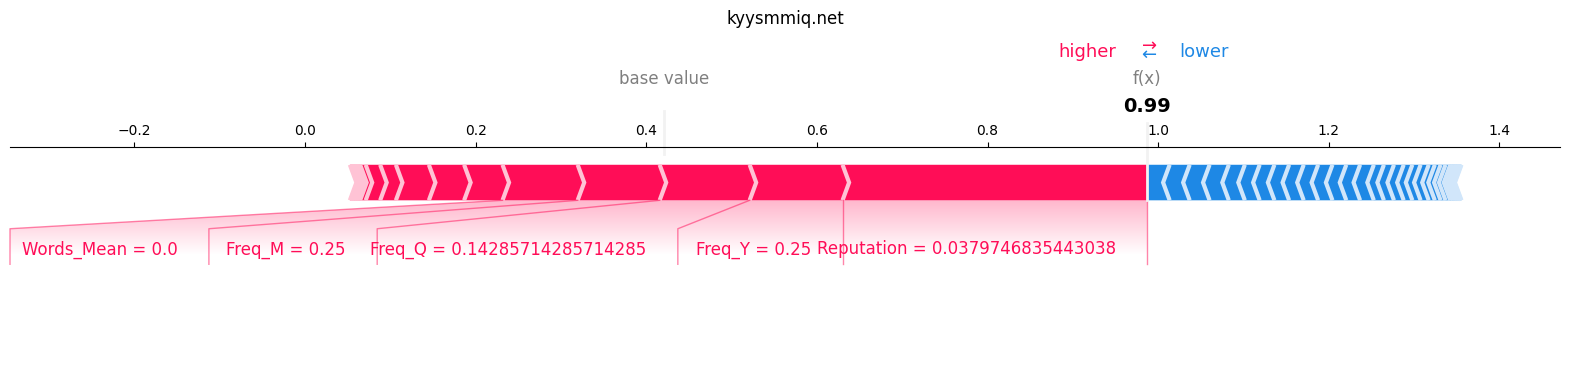 kyysmmiq.net
higher ⇄ lower
base value f(x)
0.99
−0.2 0.0 0.2 0.4 0.6 0.8 1.0 1.2 1.4
Words_Mean = 0.0 Freq_M = 0.25 Freq_Q = 0.14285714285714285 Freq_Y = 0.25 Reputation = 0.0379746835443038